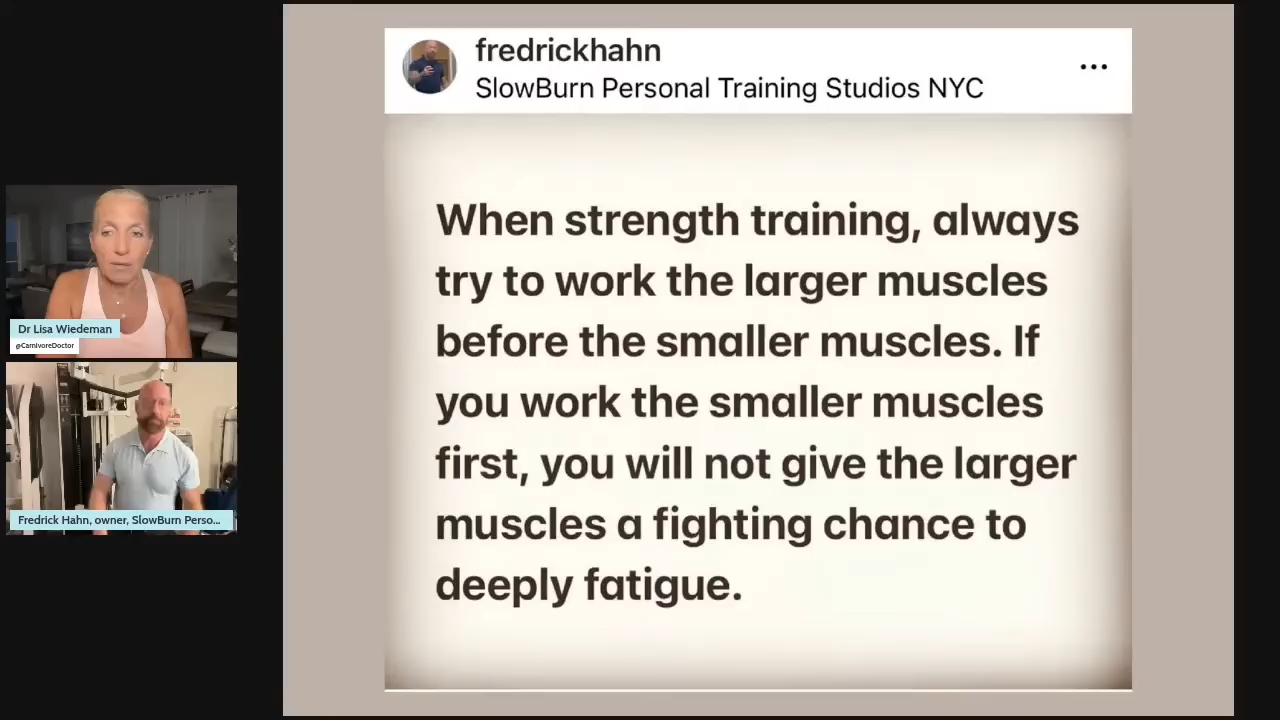 fredrickhahn
SlowBurn Personal Training Studios NYC
When strength training, always
try to work the larger muscles
before the smaller muscles. If
you work the smaller muscles
first, you will not give the larger
muscles a fighting chance to
deeply fatigue.
Dr Lisa Wiedeman
@CarnivoreDoctor
Fredrick Hahn, owner, SlowBurn Perso...